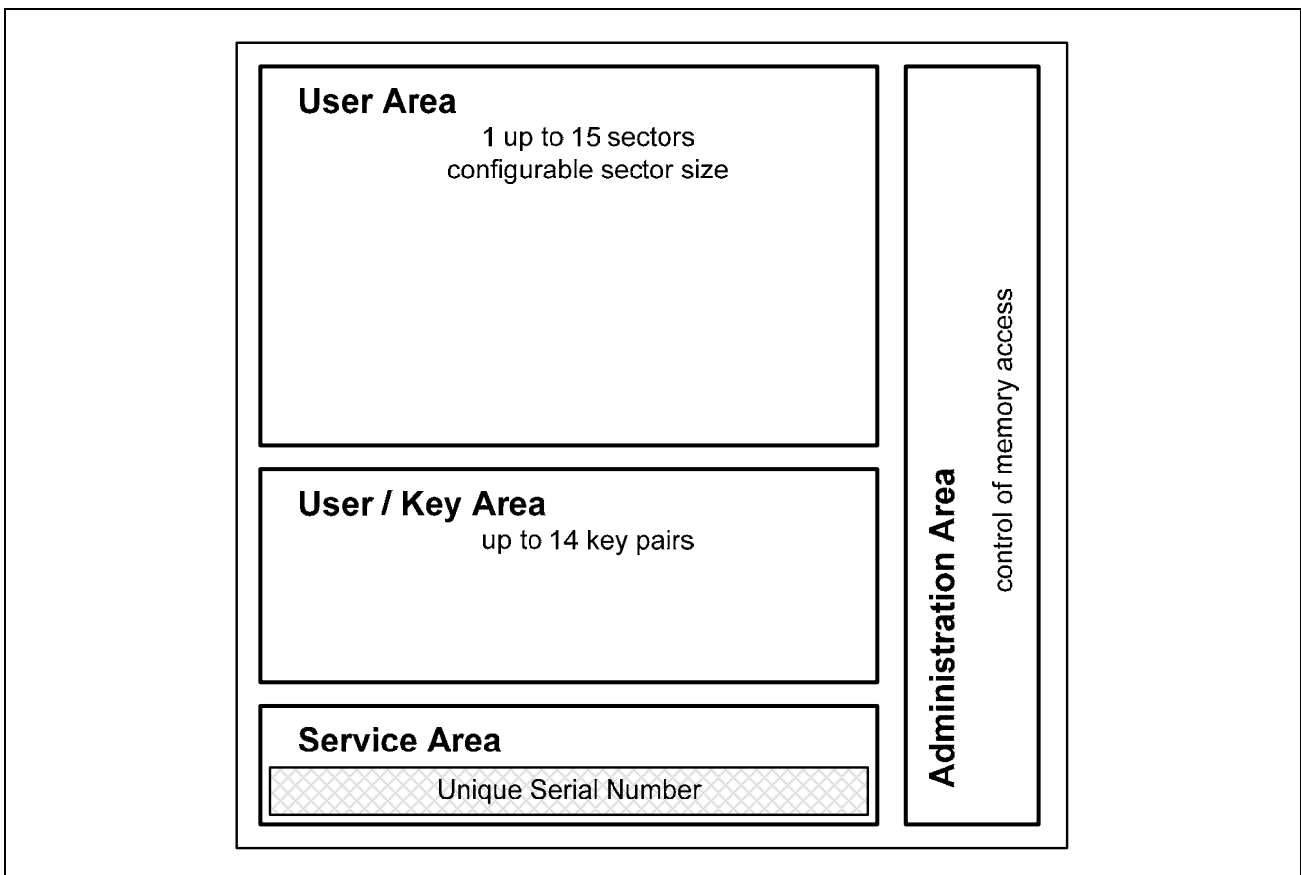 User Area
1 up to 15 sectors
configurable sector size
User / Key Area
up to 14 key pairs
Service Area
Unique Serial Number
Administration Area
control of memory access